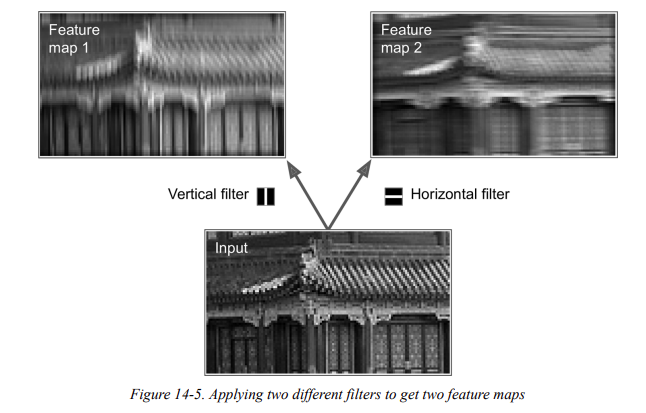 Feature
map 1
Feature
map 2
Vertical filter
Horizontal filter
Input
Figure 14-5. Applying two different filters to get two feature maps